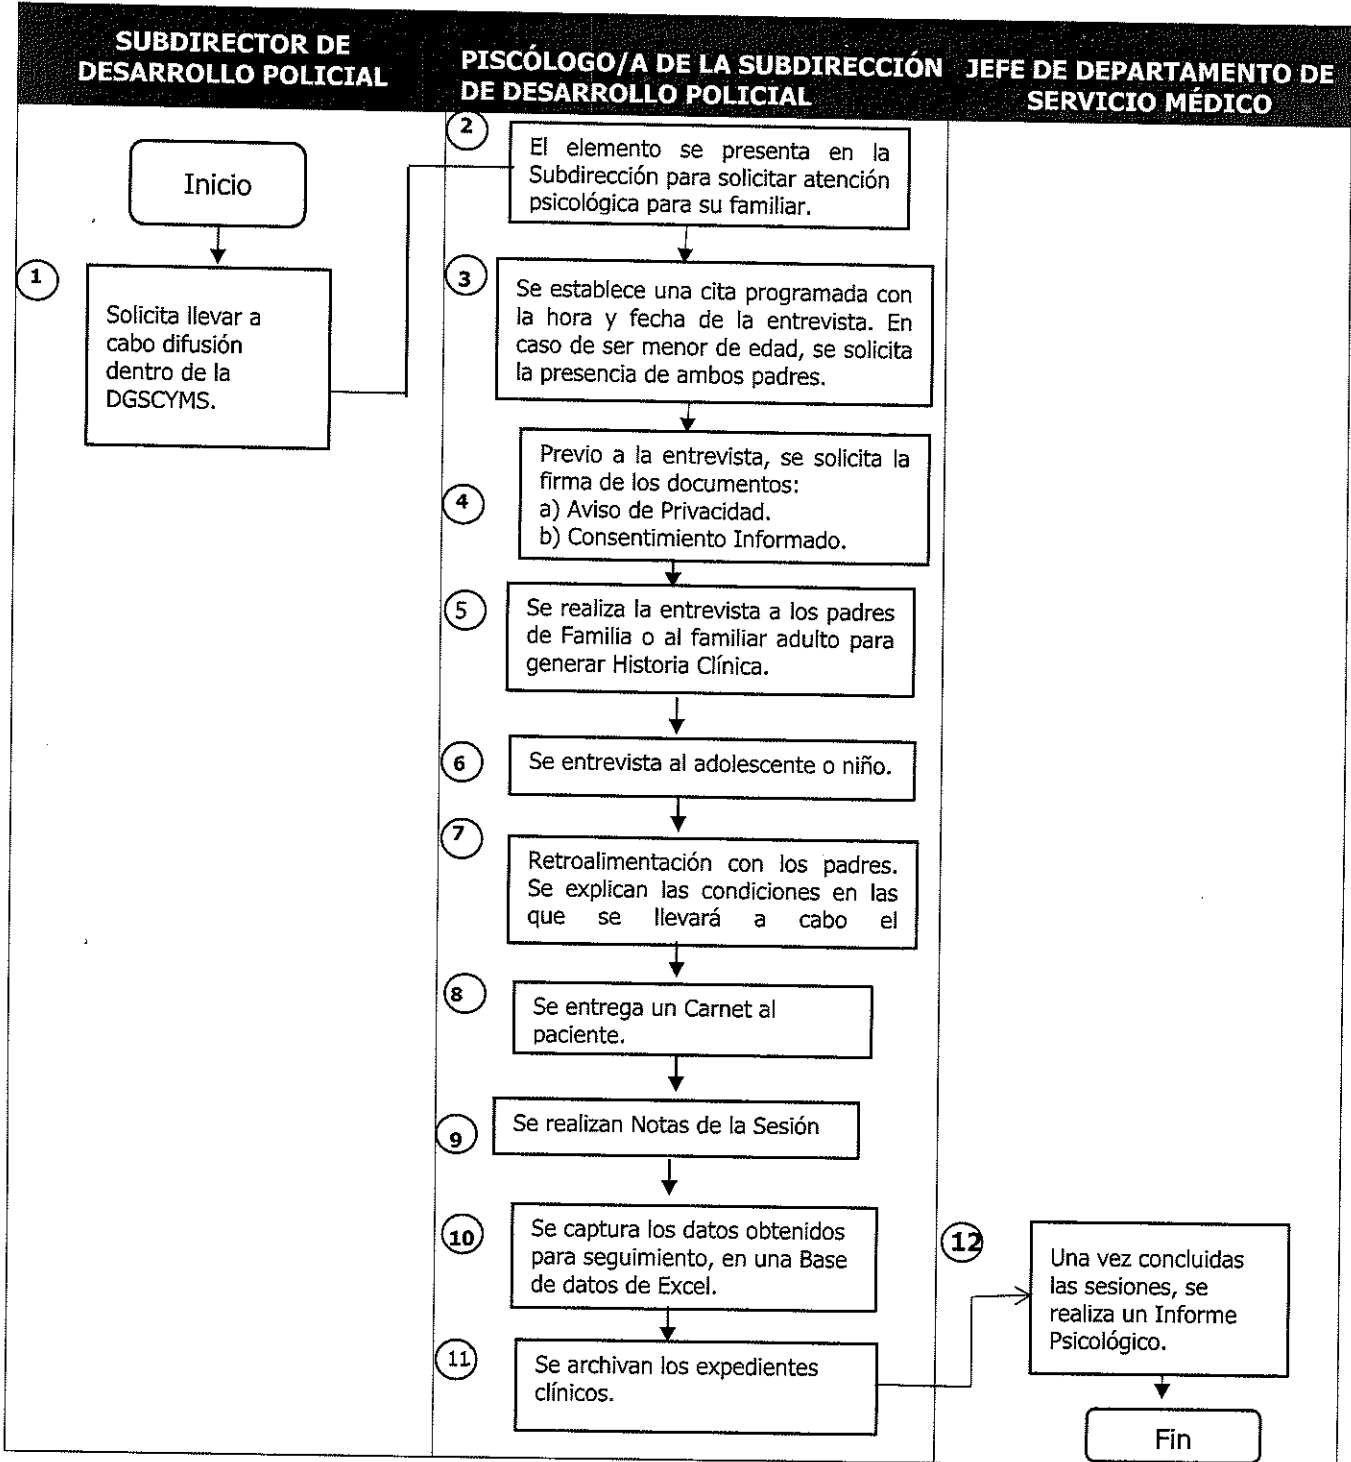 SUBDIRECTOR DE
DESARROLLO POLICIAL
PISCÓLOGO/A DE LA SUBDIRECCIÓN
DE DESARROLLO POLICIAL
JEFE DE DEPARTAMENTO DE
SERVICIO MÉDICO
Inicio
1
Solicita llevar a
cabo difusión
dentro de la
DGSCYMS.
2
El elemento se presenta en la
Subdirección para solicitar atención
psicológica para su familiar.
3
Se establece una cita programada con
la hora y fecha de la entrevista. En
caso de ser menor de edad, se solicita
la presencia de ambos padres.
4
Previo a la entrevista, se solicita la
firma de los documentos:
a) Aviso de Privacidad.
b) Consentimiento Informado.
5
Se realiza la entrevista a los padres
de Familia o al familiar adulto para
generar Historia Clínica.
6
Se entrevista al adolescente o niño.
7
Retroalimentación con los padres.
Se explican las condiciones en las
que se llevará a cabo el
8
Se entrega un Carnet al
paciente.
9
Se realizan Notas de la Sesión
10
Se captura los datos obtenidos
para seguimiento, en una Base
de datos de Excel.
11
Se archivan los expedientes
clínicos.
12
Una vez concluidas
las sesiones, se
realiza un Informe
Psicológico.
Fin